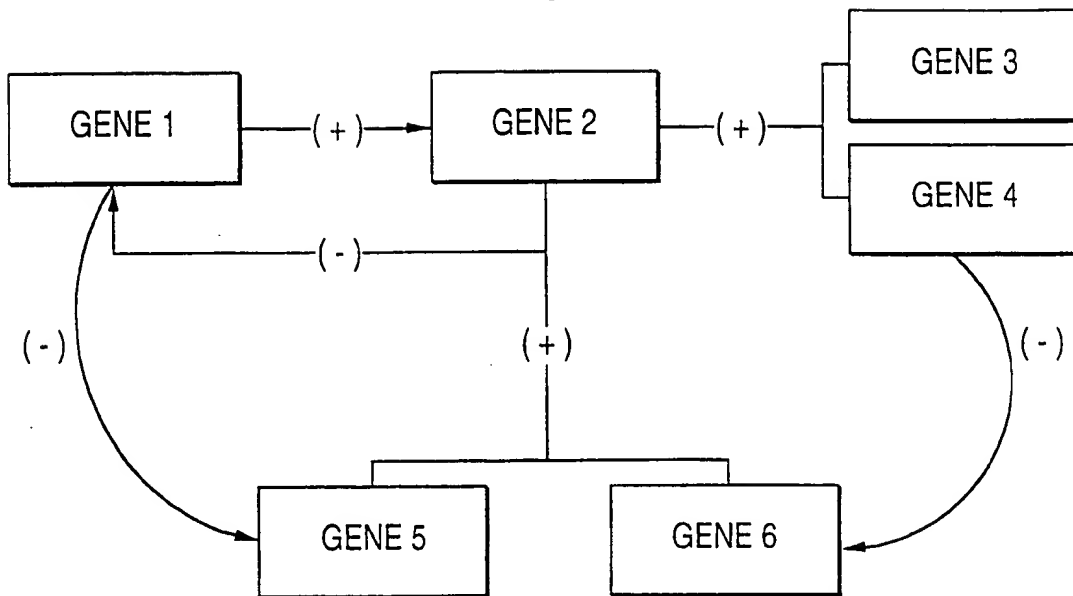 GENE 3
GENE 1
(+)
GENE 2
(+)
GENE 4
(-)
(-)
(+)
(-)
GENE 5
GENE 6